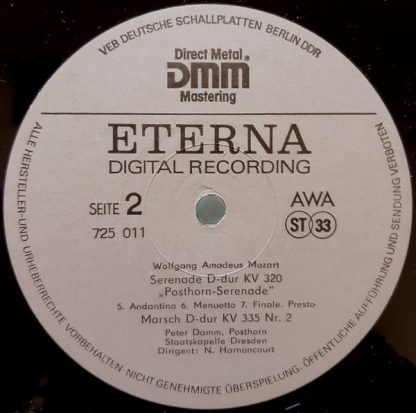 VEB DEUTSCHE SCHALLPLATTEN BERLIN DDR
Direct Metal
DMM®
Mastering
ETERNA
DIGITAL RECORDING
SEITE 2
725 011
AWA
ST 33
Wolfgang Amadeus Mozart
Serenade D-dur KV 320
„Posthorn-Serenade"
5. Andantino 6. Menuetto 7. Finale. Presto
Marsch D-dur KV 335 Nr. 2
Peter Damm, Posthorn
Staatskapelle Dresden
Dirigent: N. Harnoncourt
ALLE HERSTELLER- UND URHEBERRECHTE VORBEHALTEN NICHT GENEHMIGTE ÜBERSPIELUNG, ÖFFENTLICHE AUFFÜHRUNG UND SENDUNG VERBOTEN